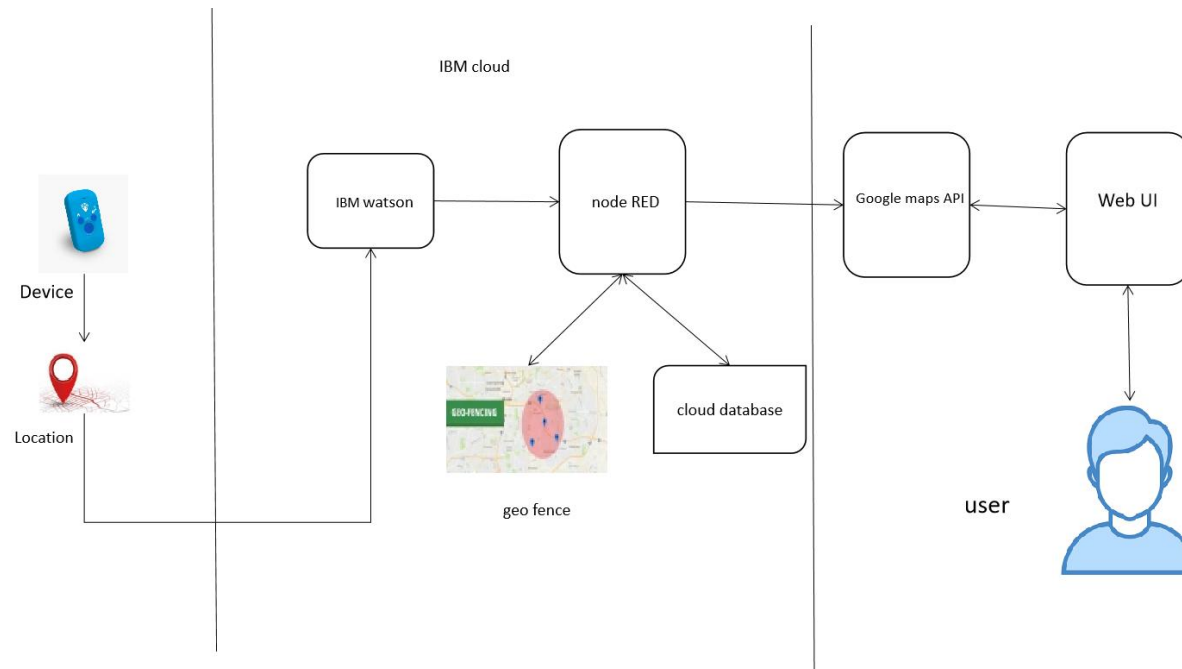 IBM cloud
IBM watson
node RED
Google maps API
Web UI
Device
GEO-FENCING
cloud database
Location
geo fence
user